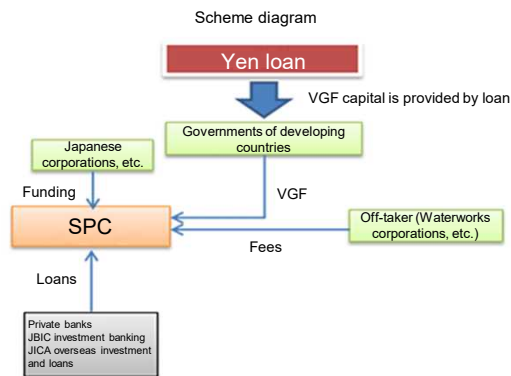 Scheme diagram
Yen loan
VGF capital is provided by loan
Governments of developing
countries
Japanese
corporations, etc.
Funding
VGF
SPC
Off-taker (Waterworks
corporations, etc.)
Fees
Loans
Private banks
JBIC investment banking
JICA overseas investment
and loans